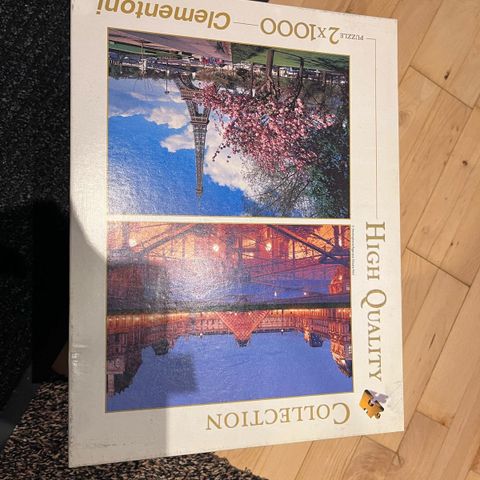 Clementoni
PUZZLE 2x1000
HIGH QUALITY
COLLECTION